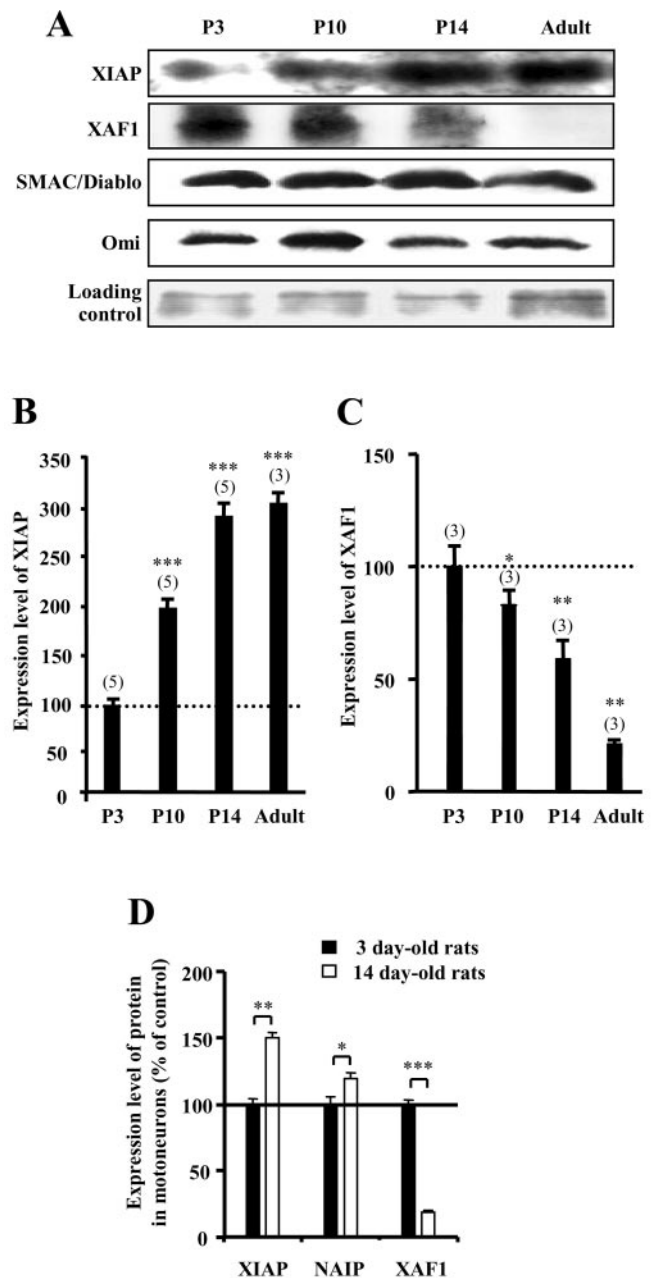 A
P3 P10 P14 Adult
XIAP
XAF1
SMAC/Diablo
Omi
Loading
control
B
Expression level of XIAP
350
300
250
200
150
100
50
0
(5)
***
(5)
***
(5)
***
(3)
P3 P10 P14 Adult
C
Expression level of XAF1
150
100
50
0
(3)
*
(3)
**
(3)
**
(3)
P3 P10 P14 Adult
D
3 day-old rats
14 day-old rats
Expression level of protein
in motoneurons (% of control)
200
150
100
50
0
**
*
***
XIAP NAIP XAF1